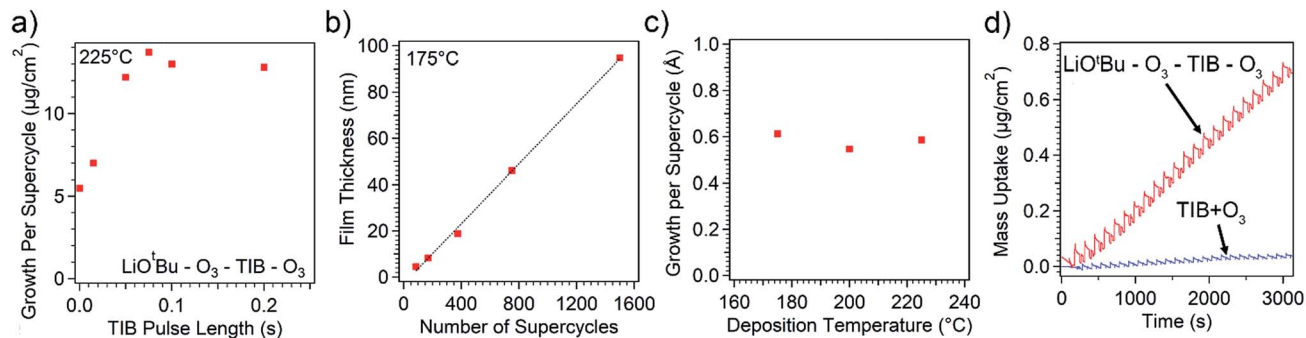 a)
225°C
Growth Per Supercycle (µg/cm²)
10
5
0
LiOᵗBu - O₃ - TIB - O₃
0.0 0.1 0.2
TIB Pulse Length (s)
b)
175°C
Film Thickness (nm)
100
80
60
40
20
0
0 400 800 1200 1600
Number of Supercycles
c)
Growth per Supercycle (Å)
1.0
0.8
0.6
0.4
0.2
0.0
160 180 200 220 240
Deposition Temperature (°C)
d)
LiOᵗBu - O₃ - TIB - O₃
TIB+O₃
Mass Uptake (µg/cm²)
0.8
0.6
0.4
0.2
0.0
0 1000 2000 3000
Time (s)